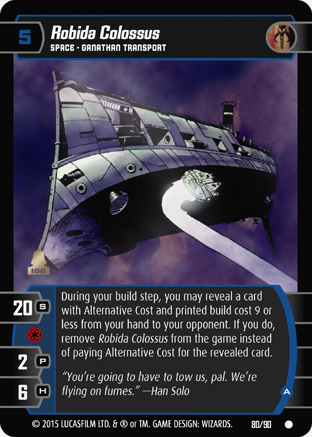 5
Robida Colossus
SPACE - GANATHAN TRANSPORT
20 S
2 P
6 H
During your build step, you may reveal a card
with Alternative Cost and printed build cost 9 or
less from your hand to your opponent. If you do,
remove Robida Colossus from the game instead
of paying Alternative Cost for the revealed card.
“You’re going to have to tow us, pal. We’re
flying on fumes.” —Han Solo
A
© 2015 LUCASFILM LTD. & ® or TM. GAME DESIGN: WIZARDS.
80/90